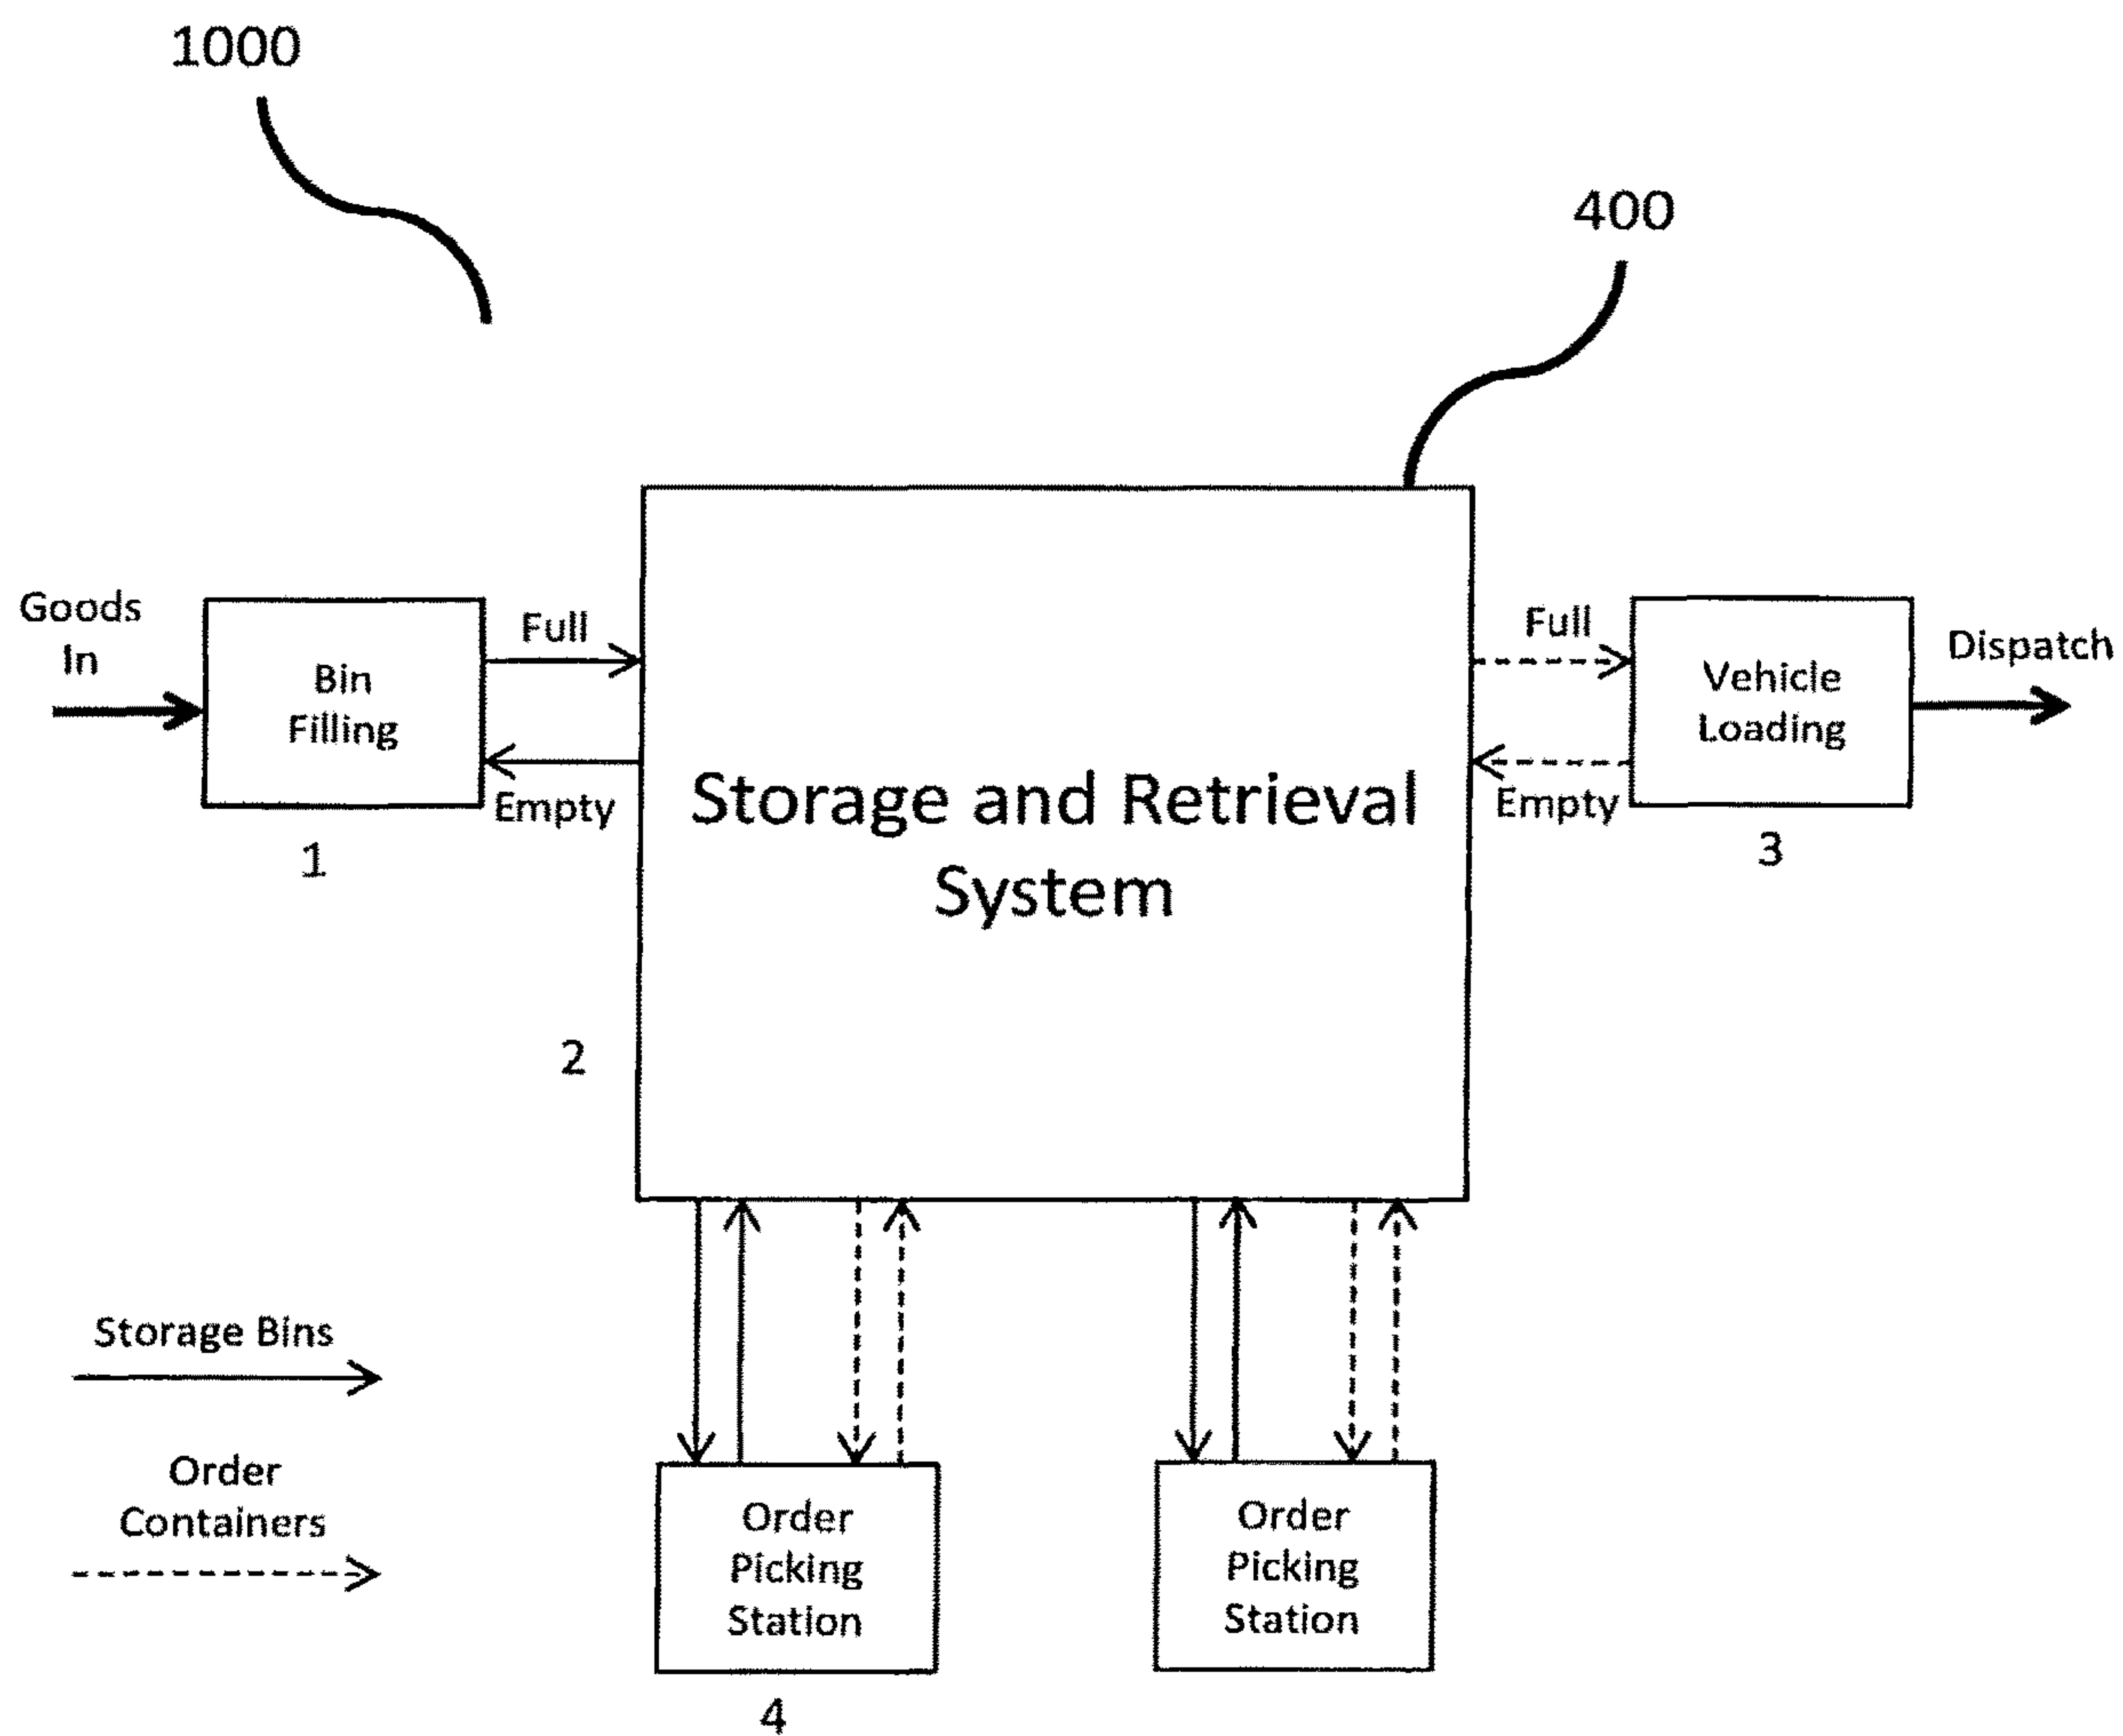 1000
400
Goods
In
Bin
Filling
1
Full
Empty
Storage and Retrieval
System
2
Full
Empty
Vehicle
Loading
3
Dispatch
Storage Bins
Order
Containers
Order
Picking
Station
4
Order
Picking
Station